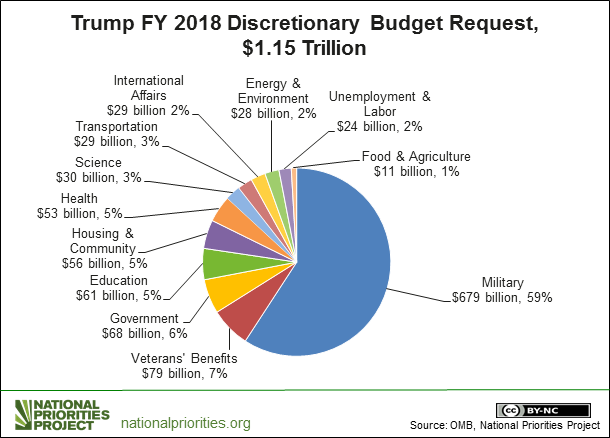 Trump FY 2018 Discretionary Budget Request,
$1.15 Trillion
International
Affairs
$29 billion 2%
Energy &
Environment
$28 billion, 2%
Unemployment &
Labor
$24 billion, 2%
Food & Agriculture
$11 billion, 1%
Transportation
$29 billion, 3%
Science
$30 billion, 3%
Health
$53 billion, 5%
Housing &
Community
$56 billion, 5%
Education
$61 billion, 5%
Government
$68 billion, 6%
Veterans' Benefits
$79 billion, 7%
Military
$679 billion, 59%
NATIONAL
PRIORITIES
PROJECT
nationalpriorities.org
cc BY-NC
Source: OMB, National Priorities Project